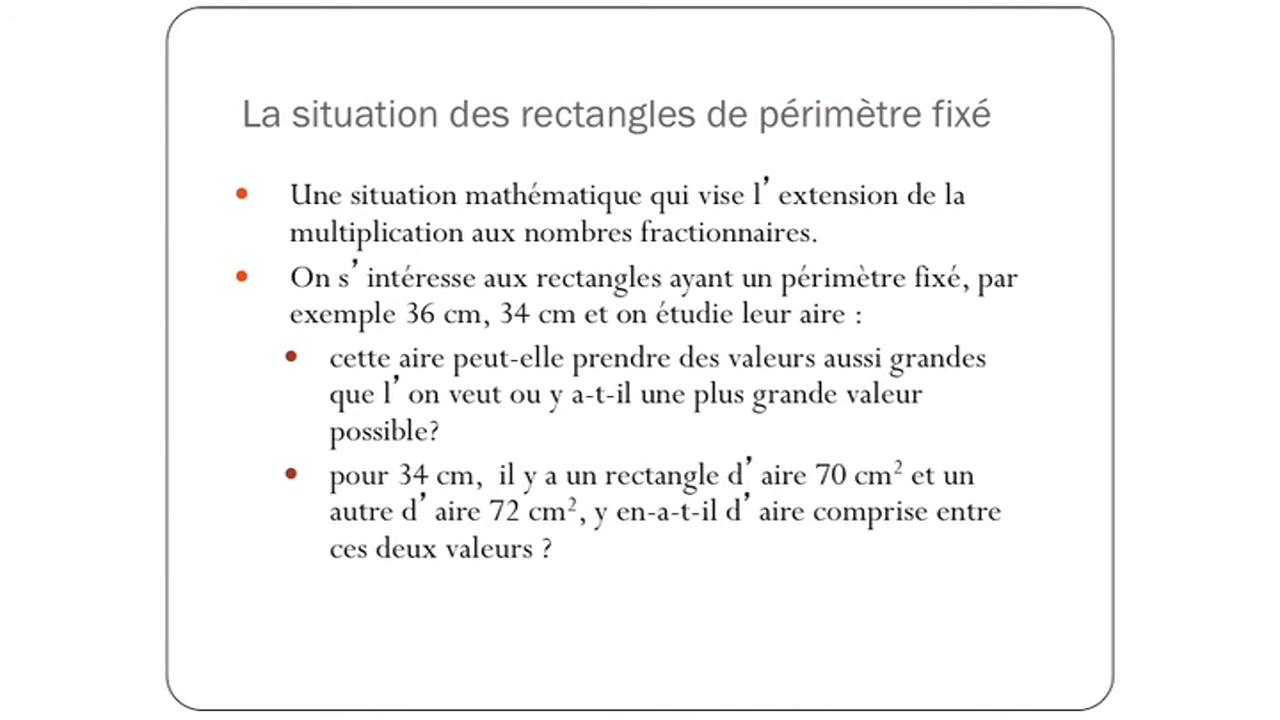 La situation des rectangles de périmètre fixé
• Une situation mathématique qui vise l’ extension de la
multiplication aux nombres fractionnaires.
• On s’ intéresse aux rectangles ayant un périmètre fixé, par
exemple 36 cm, 34 cm et on étudie leur aire :
• cette aire peut-elle prendre des valeurs aussi grandes
que l’ on veut ou y a-t-il une plus grande valeur
possible?
• pour 34 cm, il y a un rectangle d’ aire 70 cm² et un
autre d’ aire 72 cm², y en-a-t-il d’ aire comprise entre
ces deux valeurs ?